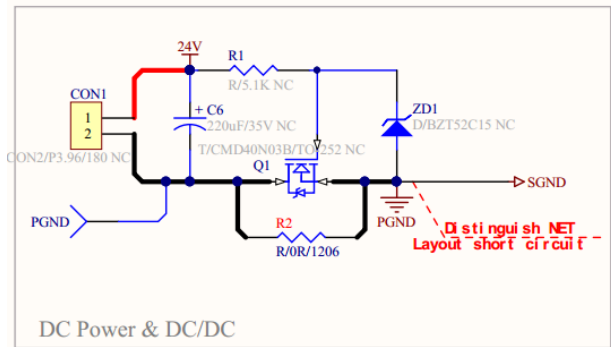 24V
R1
R/5.1K NC
CON1
1
2
CON2/P3.96/180 NC
C6
220uF/35V NC
ZD1
D/BZT52C15 NC
T/CMD40N03B/TO-252 NC
Q1
PGND
SGND
PGND
R2
R/0R/1206
Distinguish NET
Layout short circuit
DC Power & DC/DC